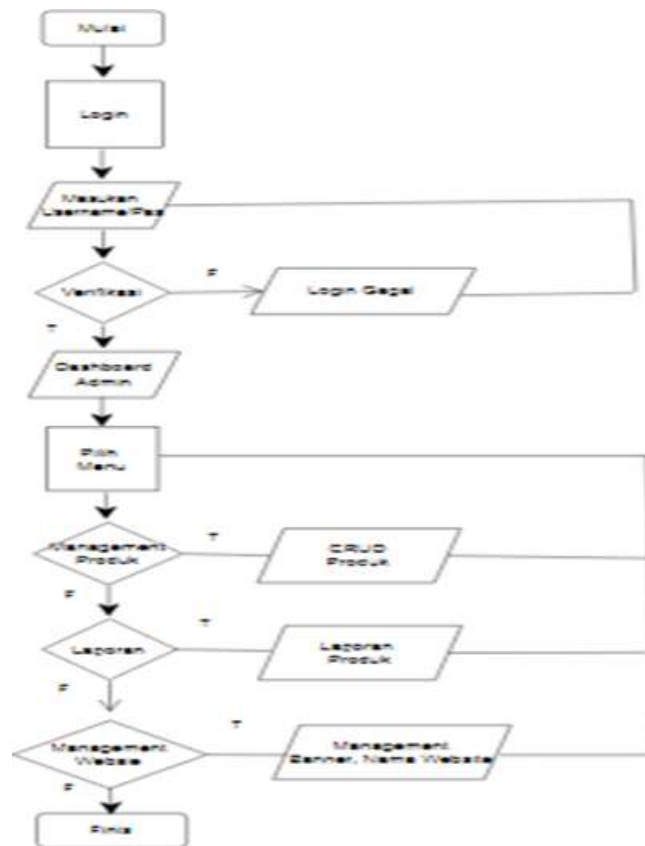 Mulai
Login
Masukan
Username/Pas
Verifikasi
F
Login Gagal
T
Dashboard
Admin
Pilih
Menu
Management
Produk
T
CRUD
Produk
F
Laporan
T
Laporan
Produk
F
Management
Website
T
Management
Banner, Nama Website
F
Finis